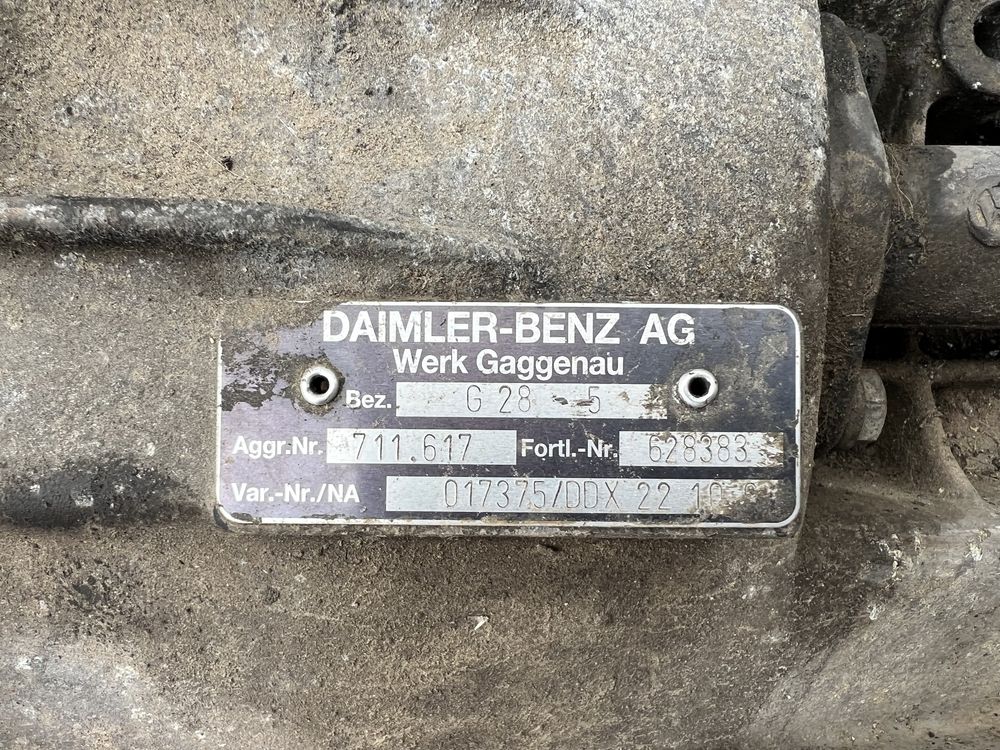 DAIMLER-BENZ AG
Werk Gaggenau
Bez. G 28 - 5
Aggr.Nr. 711.617 Fortl.-Nr. 628383
Var.-Nr./NA 017375/DDX 22 10